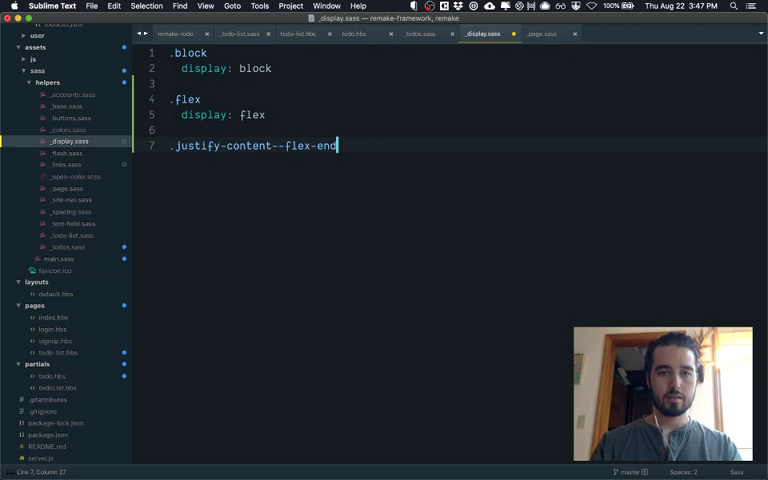 Sublime Text File Edit Selection Find View Goto Tools Project Window Help 100% Thu Aug 22 3:47 PM
_display.sass — remake-framework, remake
remake-todo _todo-list.sass todo-list.hbs todo.hbs _todos.sass _display.sass _page.sass
user
assets
js
sass
helpers
_accounts.sass
_base.sass
_buttons.sass
_colors.sass
_display.sass
_flash.sass
_links.sass
_open-color.scss
_page.sass
_site-nav.sass
_spacing.sass
_text-field.sass
_todo-list.sass
_todos.sass
main.sass
favicon.ico
layouts
default.hbs
pages
index.hbs
login.hbs
signup.hbs
todo-list.hbs
partials
todo.hbs
todoList.hbs
.gitattributes
.gitignore
package-lock.json
package.json
README.md
server.js
1 .block
2 display: block
3
4 .flex
5 display: flex
6
7 .justify-content--flex-end
Line 7, Column 27 master Spaces: 2 Sass